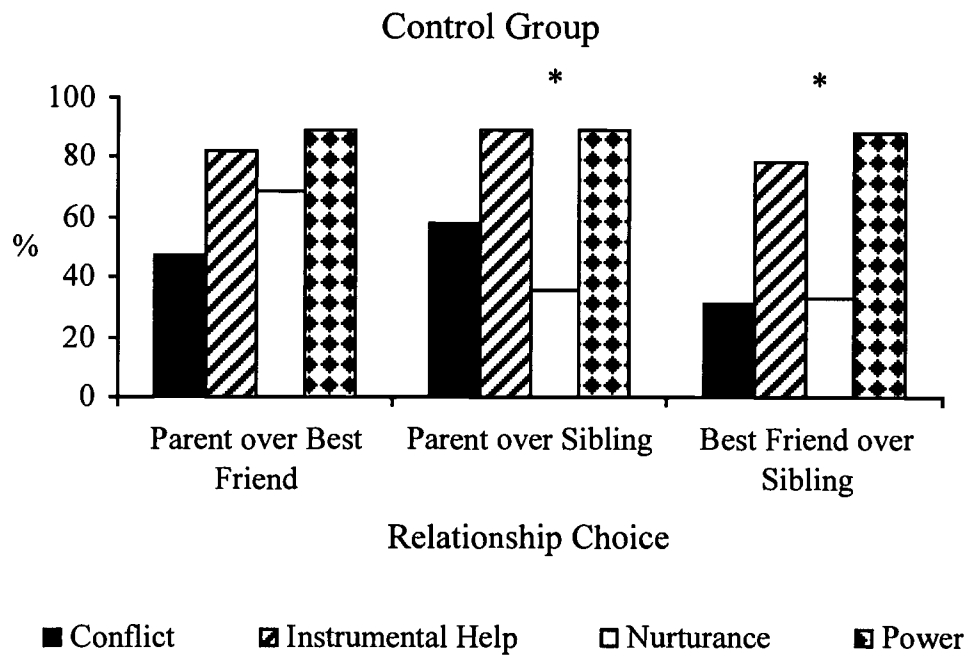 Control Group
* *
100
80
60
40
20
0
%
Parent over Best
Friend
Parent over Sibling
Best Friend over
Sibling
Relationship Choice
Conflict Instrumental Help Nurturance Power